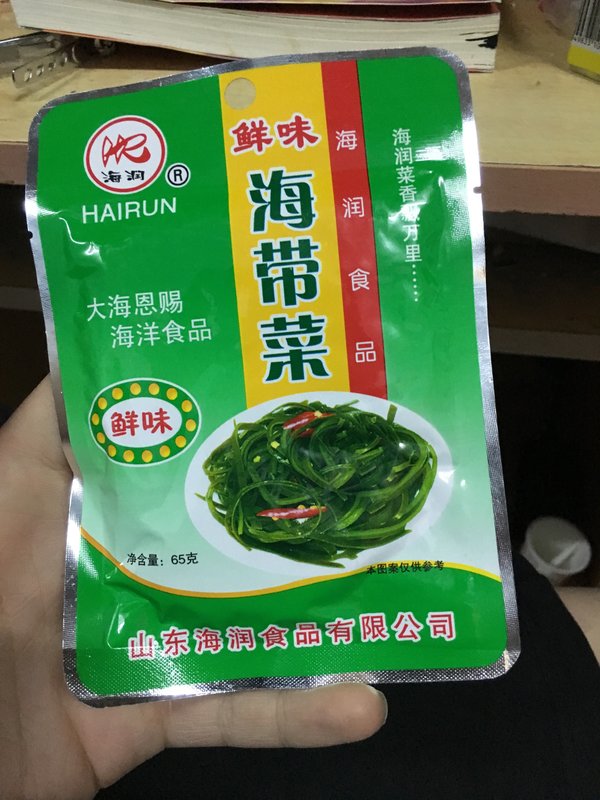 海润
®
HAIRUN
鲜味
海带菜
海润食品
海润菜香飘万里……
大海恩赐
海洋食品
鲜味
净含量：65克
本图案仅供参考
山东海润食品有限公司